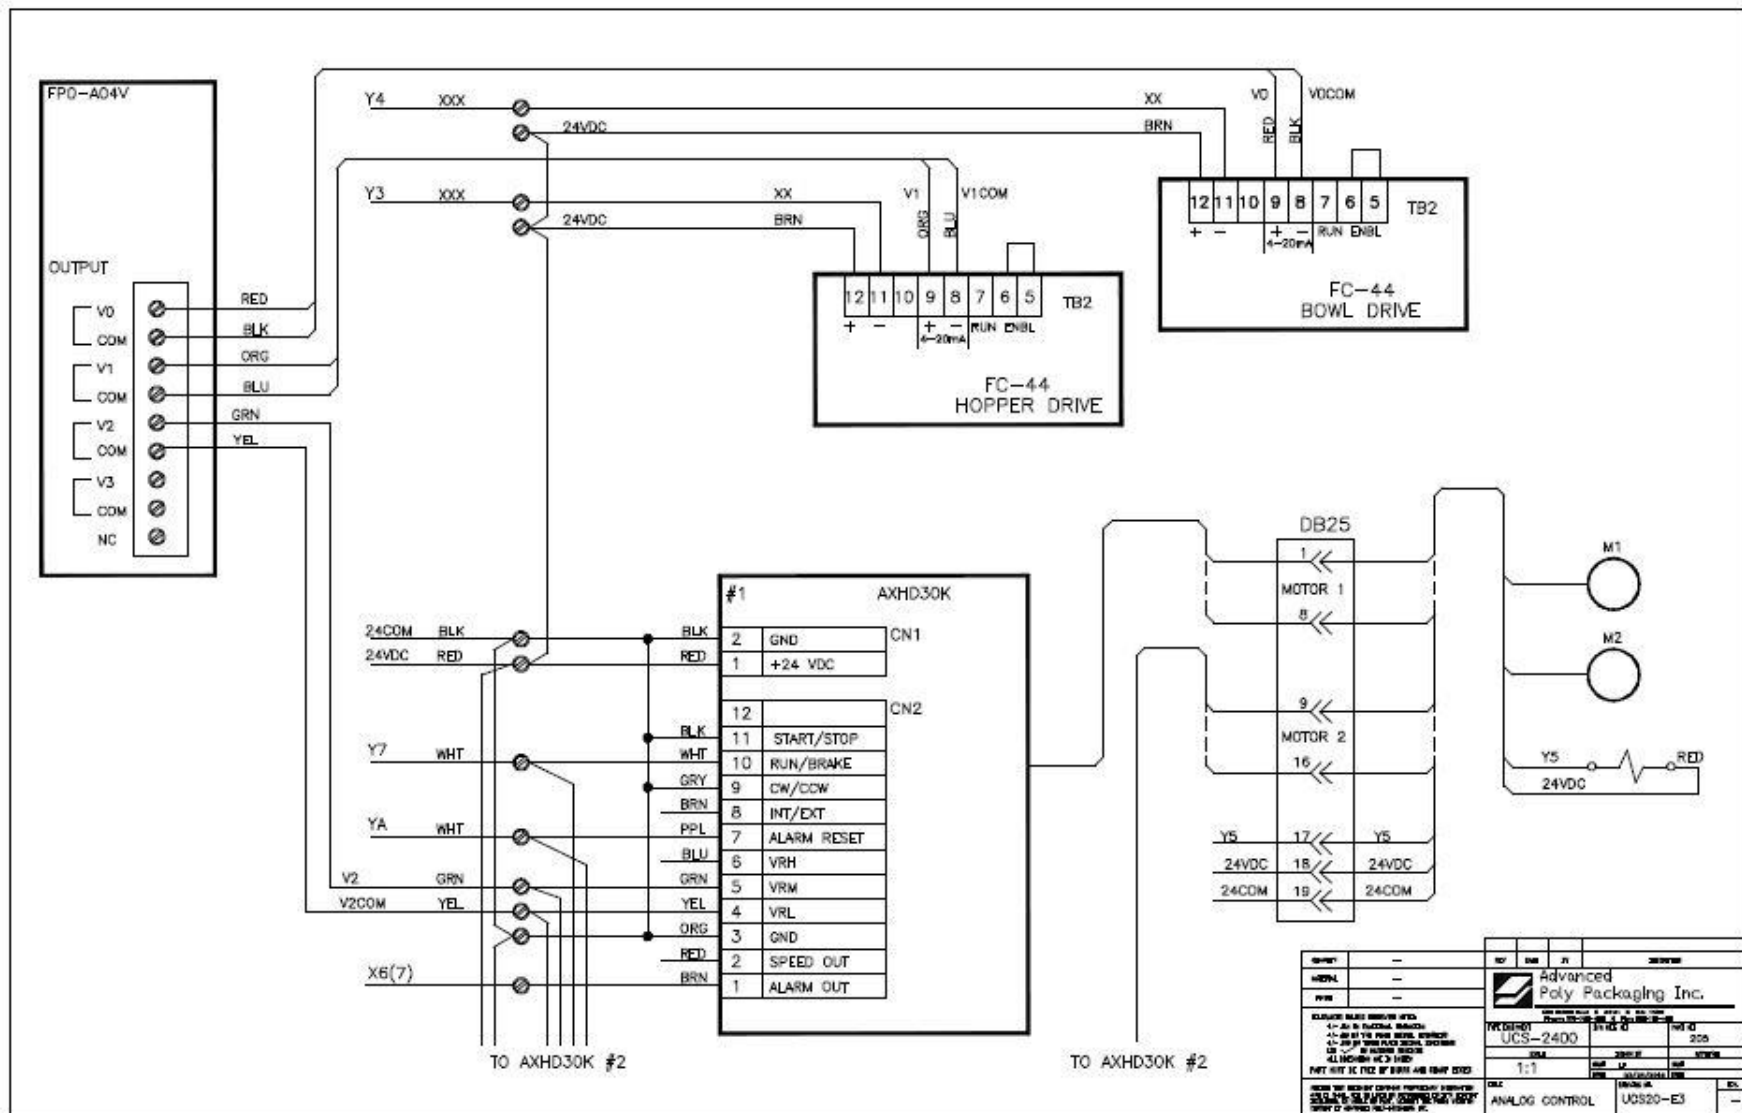 FP0-A04V
Y4 XXX
24VDC
XX
BRN
V0
V0COM
RED
BLK
Y3 XXX
24VDC
XX
BRN
V1
V1COM
ORG
BLU
12 11 10 9 8 7 6 5
TB2
+ - + - RUN ENBL
4-20mA
FC-44
BOWL DRIVE
12 11 10 9 8 7 6 5
TB2
+ - + - RUN ENBL
4-20mA
FC-44
HOPPER DRIVE
OUTPUT
V0 RED
COM BLK
V1 ORG
COM BLU
V2 GRN
COM YEL
V3
COM
NC
#1 AXHD30K
24COM BLK BLK 2 GND CN1
24VDC RED RED 1 +24 VDC
12 CN2
BLK 11 START/STOP
Y7 WHT WHT 10 RUN/BRAKE
GRY 9 CW/CCW
BRN 8 INT/EXT
YA WHT PPL 7 ALARM RESET
BLU 6 VRH
V2 GRN GRN 5 VRM
V2COM YEL YEL 4 VRL
ORG 3 GND
RED 2 SPEED OUT
X6(7) BRN 1 ALARM OUT
TO AXHD30K #2
TO AXHD30K #2
DB25
1
MOTOR 1
8
9
MOTOR 2
16
Y5 17 Y5
24VDC 18 24VDC
24COM 19 24COM
M1
M2
Y5 RED
24VDC
Advanced
Poly Packaging Inc.
UCS-2400
205
1:1
ANALOG CONTROL
UCS20-E3